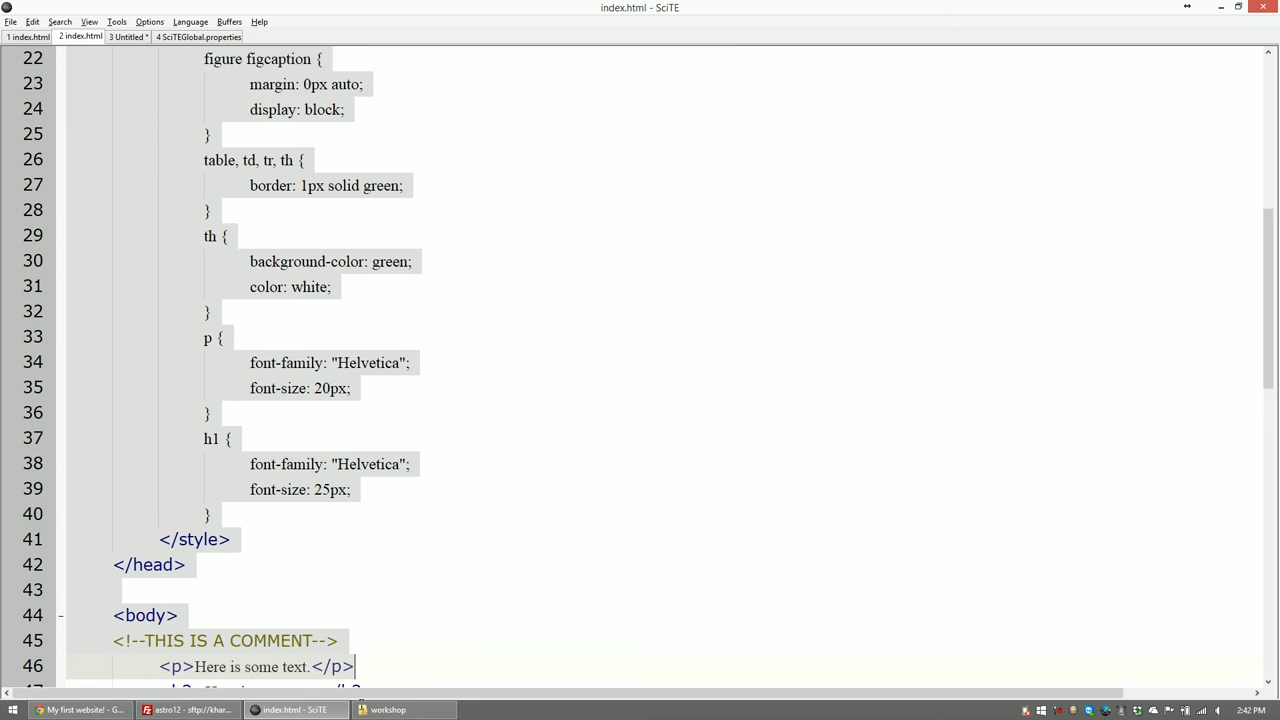 index.html - SciTE
File Edit Search View Tools Options Language Buffers Help
1 index.html 2 index.html 3 Untitled * 4 SciTEGlobal.properties
22 figure figcaption {
23 margin: 0px auto;
24 display: block;
25 }
26 table, td, tr, th {
27 border: 1px solid green;
28 }
29 th {
30 background-color: green;
31 color: white;
32 }
33 p {
34 font-family: "Helvetica";
35 font-size: 20px;
36 }
37 h1 {
38 font-family: "Helvetica";
39 font-size: 25px;
40 }
41 </style>
42 </head>
43
44 <body>
45 <!--THIS IS A COMMENT-->
46 <p>Here is some text.</p>
My first website! - G... astro12 - sftp://khar... index.html - SciTE workshop 2:42 PM